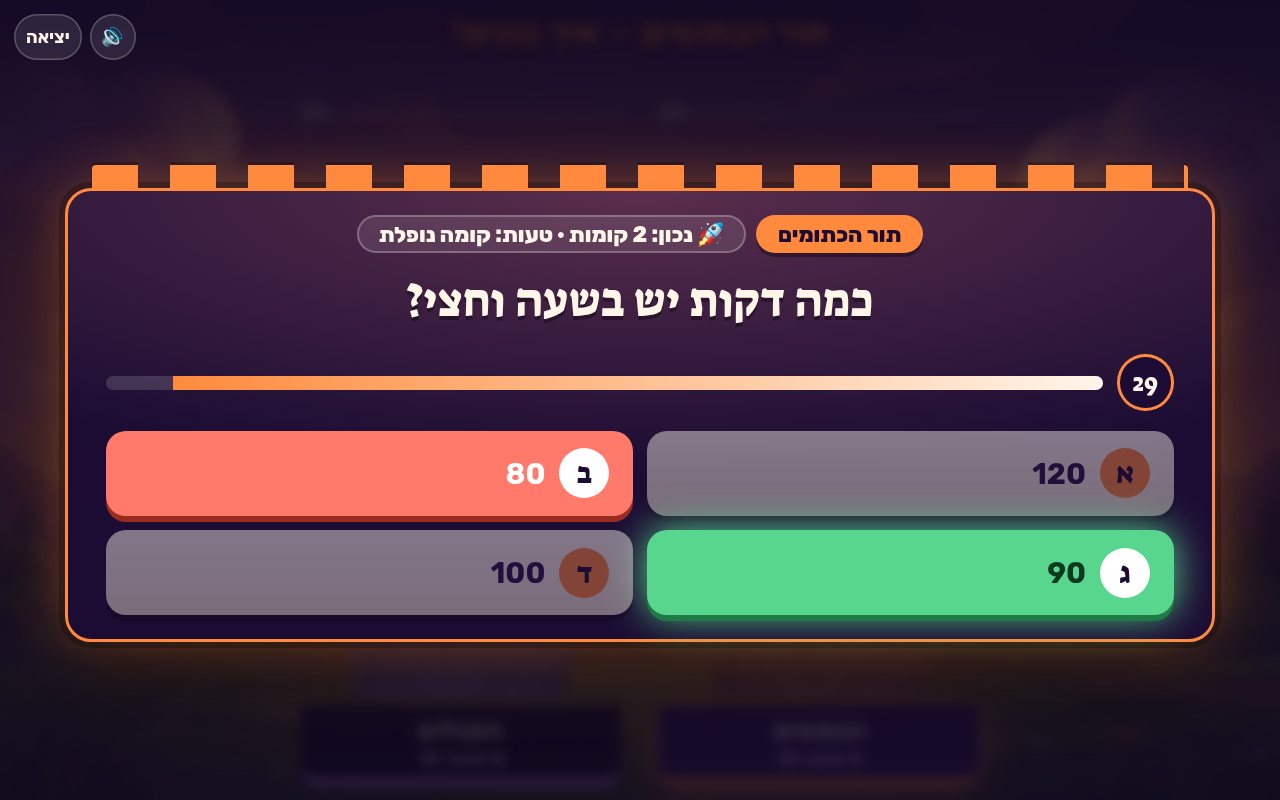 יציאה
תור הכתומים
🚀 נכון: 2 קומות • טעות: קומה נופלת
כמה דקות יש בשעה וחצי?
29
א 120
ב 80
ג 90
ד 100